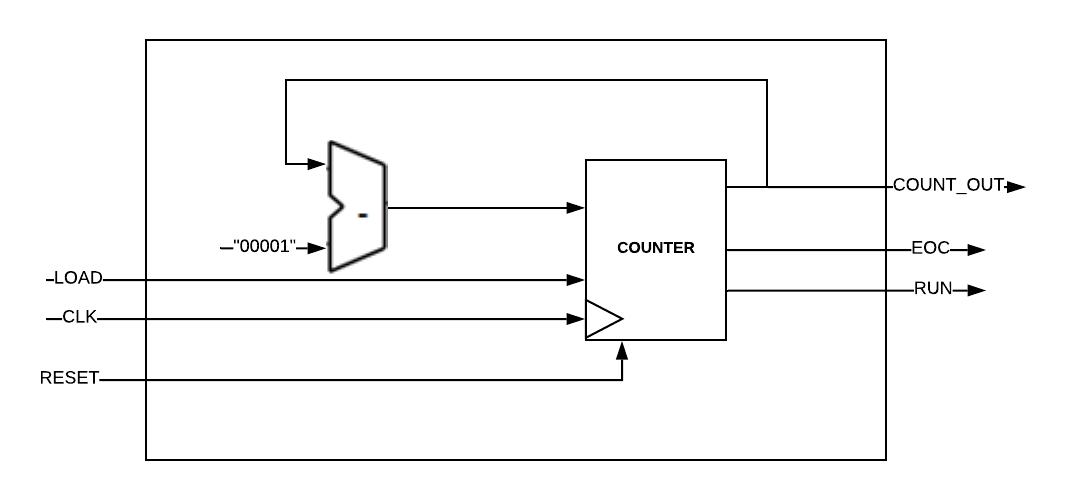 COUNT_OUT
-
"00001"
COUNTER
EOC
LOAD
RUN
CLK
RESET